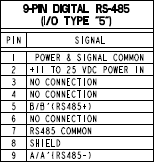 9-PIN DIGITAL RS-485
(I/O TYPE "5")
PIN SIGNAL
1 POWER & SIGNAL COMMON
2 +11 TO 25 VDC POWER IN
3 NO CONNECTION
4 NO CONNECTION
5 B/B'(RS485+)
6 NO CONNECTION
7 RS485 COMMON
8 SHIELD
9 A/A'(RS485-)